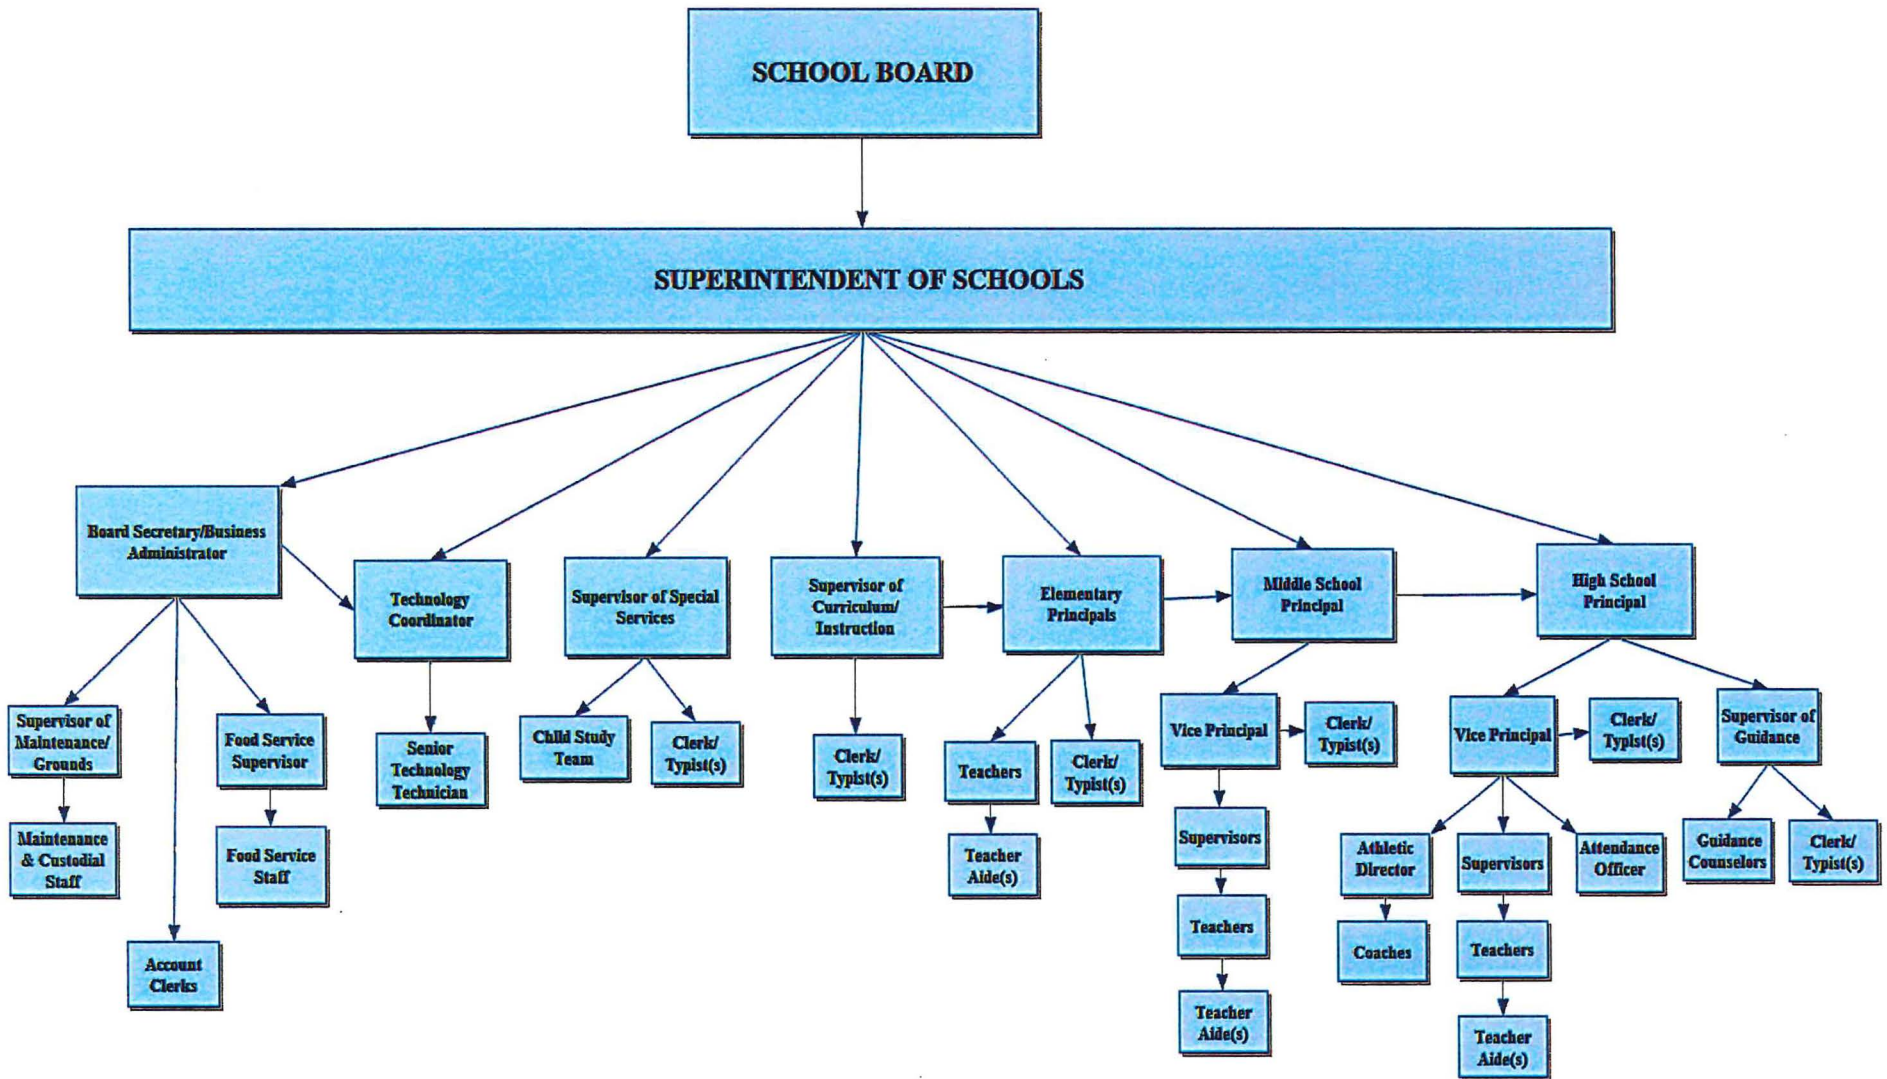 SCHOOL BOARD
SUPERINTENDENT OF SCHOOLS
Board Secretary/Business
Administrator
Technology
Coordinator
Supervisor of Special
Services
Supervisor of
Curriculum/
Instruction
Elementary
Principals
Middle School
Principal
High School
Principal
Supervisor of
Maintenance/
Grounds
Food Service
Supervisor
Senior
Technology
Technician
Child Study
Team
Clerk/
Typist(s)
Clerk/
Typist(s)
Teachers
Clerk/
Typist(s)
Vice Principal
Clerk/
Typist(s)
Vice Principal
Clerk/
Typist(s)
Supervisor of
Guidance
Maintenance
& Custodial
Staff
Food Service
Staff
Teacher
Aide(s)
Supervisors
Athletic
Director
Supervisors
Attendance
Officer
Guidance
Counselors
Clerk/
Typist(s)
Account
Clerks
Teachers
Coaches
Teachers
Teacher
Aide(s)
Teacher
Aide(s)